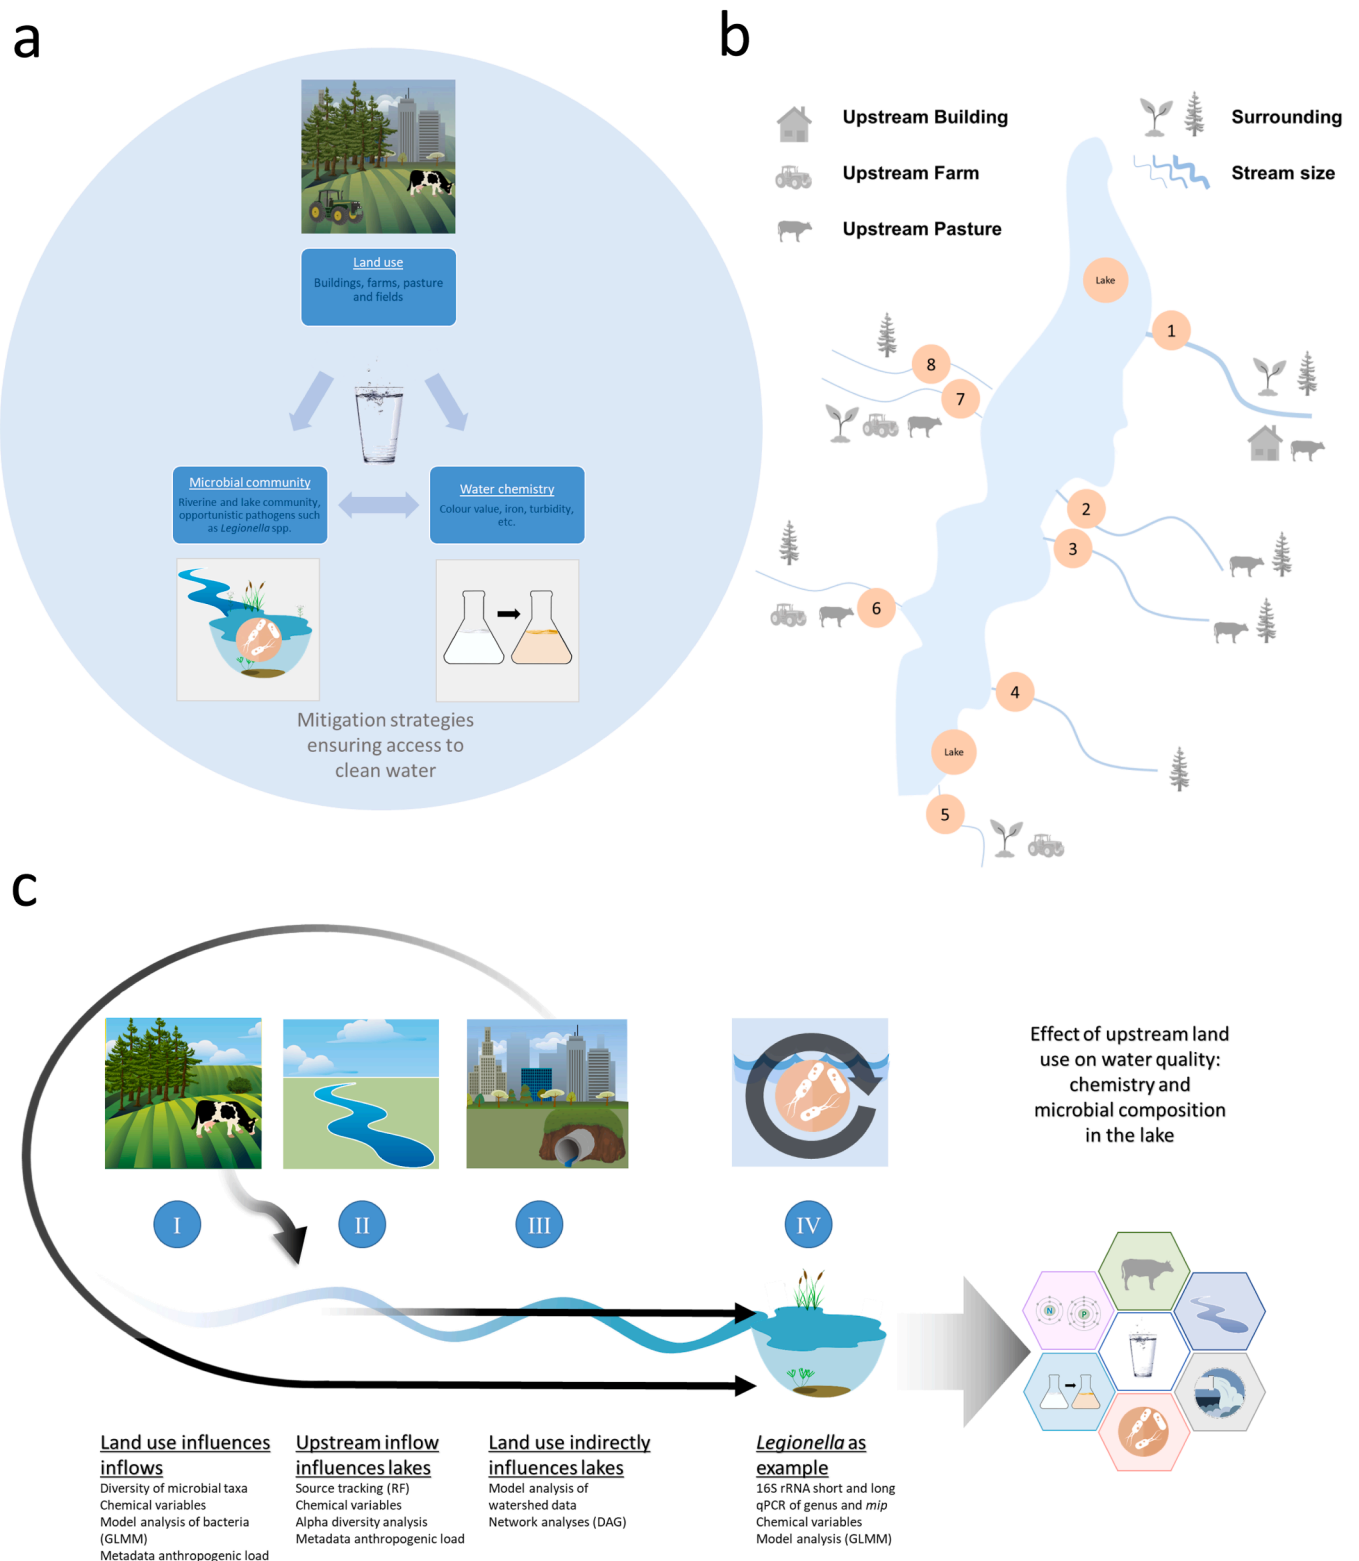 a
Land use
Buildings, farms, pasture
and fields
Microbial community
Riverine and lake community,
opportunistic pathogens such
as Legionella spp.
Water chemistry
Colour value, iron, turbidity,
etc.
Mitigation strategies
ensuring access to
clean water
b
Upstream Building
Upstream Farm
Upstream Pasture
Surrounding
Stream size
Lake
1
8
7
2
3
6
4
Lake
5
c
Effect of upstream land
use on water quality:
chemistry and
microbial composition
in the lake
I
II
III
IV
N
P
Land use influences
inflows
Diversity of microbial taxa
Chemical variables
Model analysis of bacteria
(GLMM)
Metadata anthropogenic load
Upstream inflow
influences lakes
Source tracking (RF)
Chemical variables
Alpha diversity analysis
Metadata anthropogenic load
Land use indirectly
influences lakes
Model analysis of
watershed data
Network analyses (DAG)
Legionella as
example
16S rRNA short and long
qPCR of genus and mip
Chemical variables
Model analysis (GLMM)